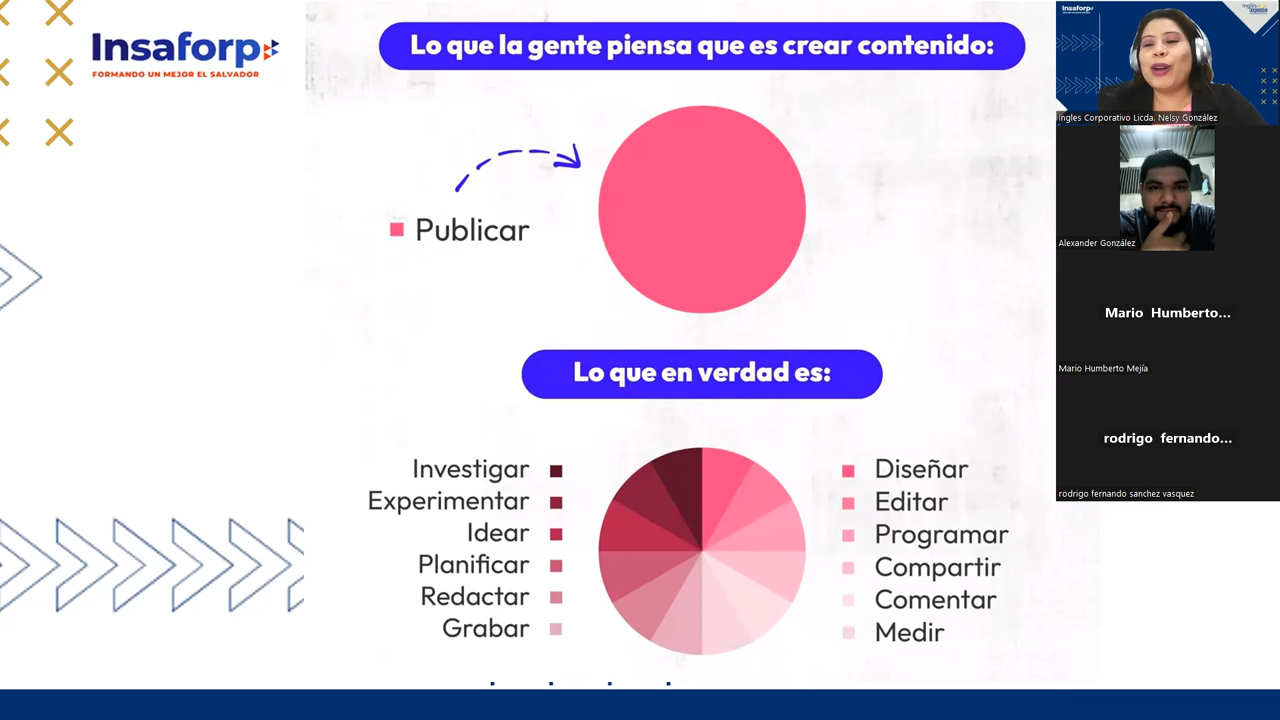 Insaforp
FORMANDO UN MEJOR EL SALVADOR
Lo que la gente piensa que es crear contenido:
Publicar
Lo que en verdad es:
Investigar
Experimentar
Idear
Planificar
Redactar
Grabar
Diseñar
Editar
Programar
Compartir
Comentar
Medir
Insaforp
Ingles Corporativo Licda. Nelsy González
Alexander González
Mario Humberto...
Mario Humberto Mejía
rodrigo fernando...
rodrigo fernando sanchez vasquez